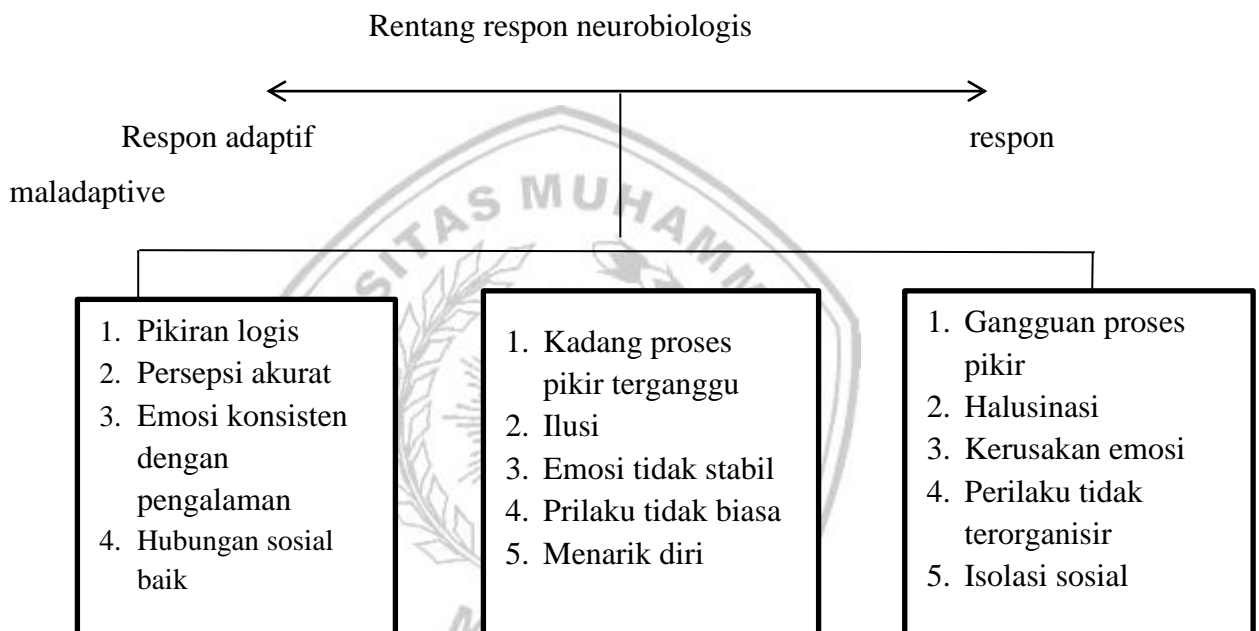 Rentang respon neurobiologis
Respon adaptif respon
maladaptive
1. Pikiran logis
2. Persepsi akurat
3. Emosi konsisten
dengan
pengalaman
4. Hubungan sosial
baik
1. Kadang proses
pikir terganggu
2. Ilusi
3. Emosi tidak stabil
4. Prilaku tidak biasa
5. Menarik diri
1. Gangguan proses
pikir
2. Halusinasi
3. Kerusakan emosi
4. Perilaku tidak
terorganisir
5. Isolasi sosial
SITAS MUHAMM